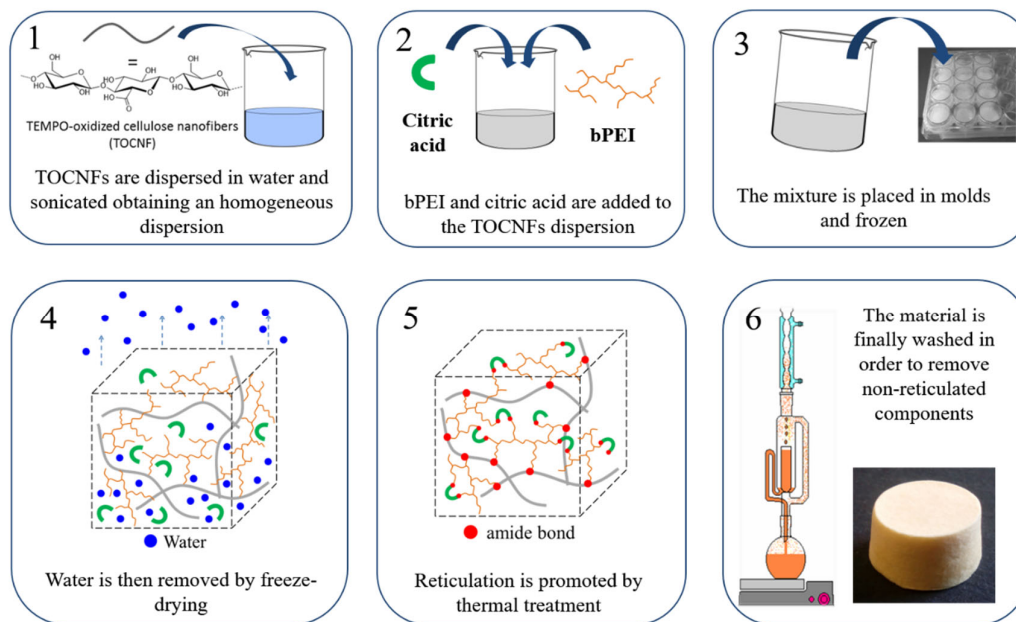 1
=
TEMPO-oxidized cellulose nanofibers
(TOCNF)
TOCNFs are dispersed in water and
sonicated obtaining an homogeneous
dispersion
2
Citric
acid
bPEI
bPEI and citric acid are added to
the TOCNFs dispersion
3
The mixture is placed in molds
and frozen
4
Water
Water is then removed by freeze-
drying
5
amide bond
Reticulation is promoted by
thermal treatment
6
The material is
finally washed in
order to remove
non-reticulated
components